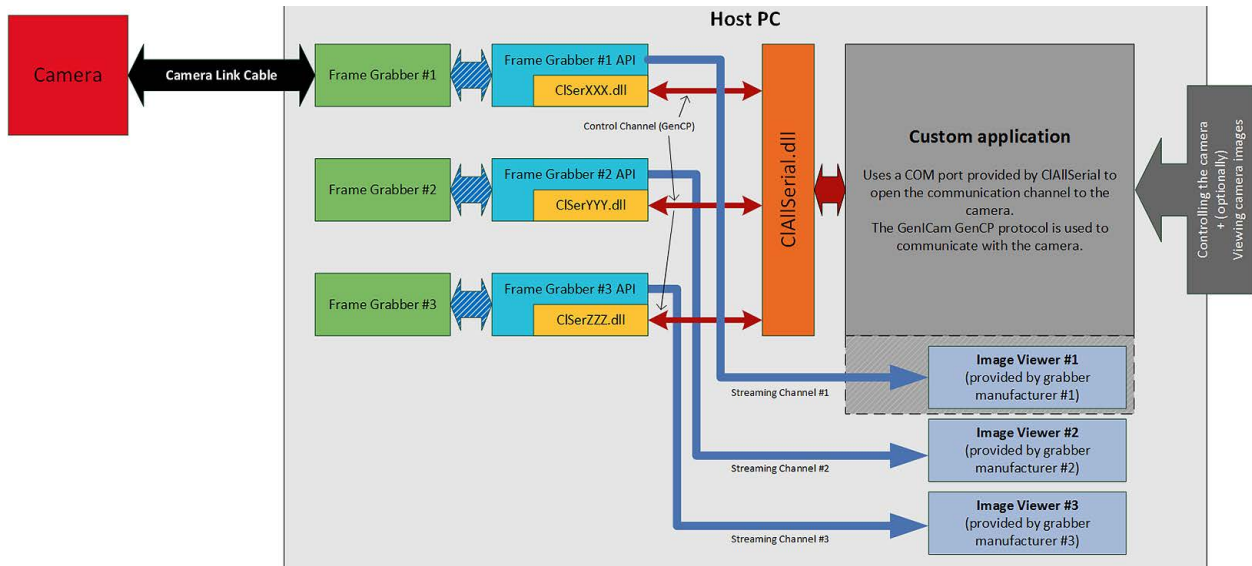 Host PC
Camera
Camera Link Cable
Frame Grabber #1
Frame Grabber #1 API
ClSerXXX.dll
Control Channel (GenCP)
Frame Grabber #2
Frame Grabber #2 API
ClSerYYY.dll
Frame Grabber #3
Frame Grabber #3 API
ClSerZZZ.dll
ClAllSerial.dll
Custom application
Uses a COM port provided by ClAllSerial to
open the communication channel to the
camera.
The GenICam GenCP protocol is used to
communicate with the camera.
Controlling the camera
+ (optionally)
Viewing camera images
Streaming Channel #1
Image Viewer #1
(provided by grabber
manufacturer #1)
Streaming Channel #2
Image Viewer #2
(provided by grabber
manufacturer #2)
Streaming Channel #3
Image Viewer #3
(provided by grabber
manufacturer #3)